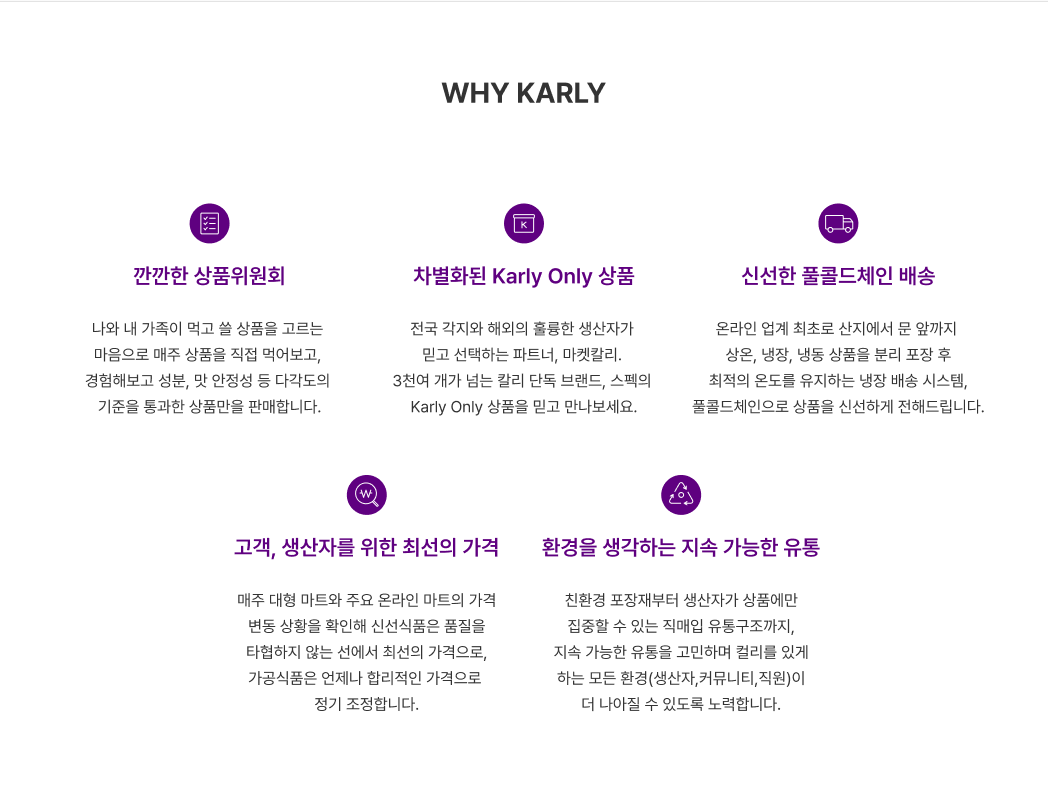 WHY KARLY
깐깐한 상품위원회
나와 내 가족이 먹고 쓸 상품을 고르는
마음으로 매주 상품을 직접 먹어보고,
경험해보고 성분, 맛 안정성 등 다각도의
기준을 통과한 상품만을 판매합니다.
차별화된 Karly Only 상품
전국 각지와 해외의 훌륭한 생산자가
믿고 선택하는 파트너, 마켓칼리.
3천여 개가 넘는 칼리 단독 브랜드, 스펙의
Karly Only 상품을 믿고 만나보세요.
신선한 풀콜드체인 배송
온라인 업계 최초로 산지에서 문 앞까지
상온, 냉장, 냉동 상품을 분리 포장 후
최적의 온도를 유지하는 냉장 배송 시스템,
풀콜드체인으로 상품을 신선하게 전해드립니다.
고객, 생산자를 위한 최선의 가격
매주 대형 마트와 주요 온라인 마트의 가격
변동 상황을 확인해 신선식품은 품질을
타협하지 않는 선에서 최선의 가격으로,
가공식품은 언제나 합리적인 가격으로
정기 조정합니다.
환경을 생각하는 지속 가능한 유통
친환경 포장재부터 생산자가 상품에만
집중할 수 있는 직매입 유통구조까지,
지속 가능한 유통을 고민하며 컬리를 있게
하는 모든 환경(생산자,커뮤니티,직원)이
더 나아질 수 있도록 노력합니다.